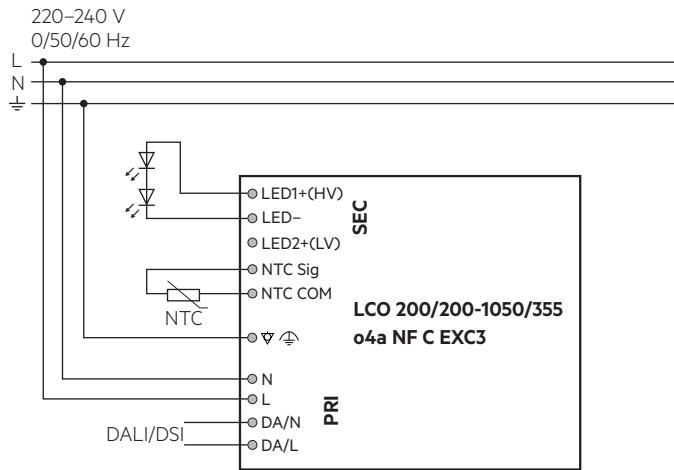 220–240 V
0/50/60 Hz
L
N
LED1+(HV)
LED–
LED2+(LV)
NTC Sig
NTC COM
NTC
SEC
LCO 200/200-1050/355
o4a NF C EXC3
N
L
DA/N
DA/L
DALI/DSI
PRI